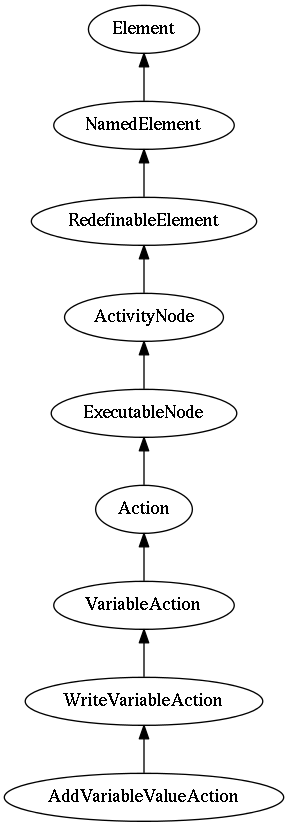 Element
NamedElement
RedefinableElement
ActivityNode
ExecutableNode
Action
VariableAction
WriteVariableAction
AddVariableValueAction